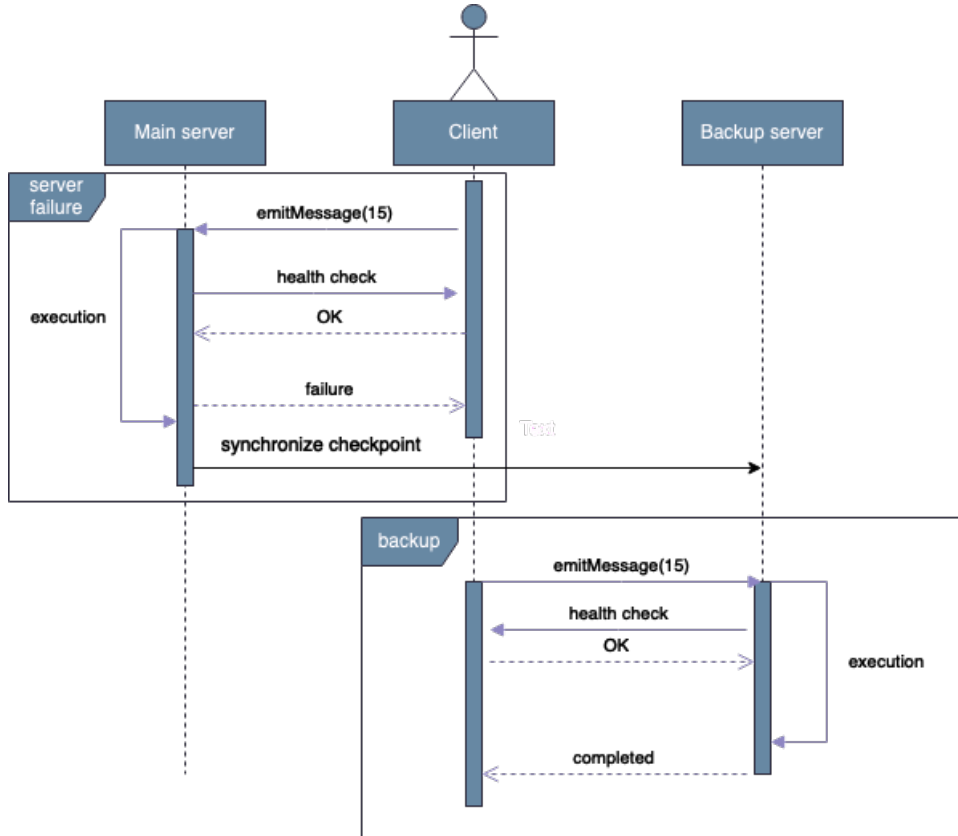 Main server
Client
Backup server
server
failure
emitMessage(15)
health check
execution
OK
failure
Text
synchronize checkpoint
backup
emitMessage(15)
health check
OK
execution
completed